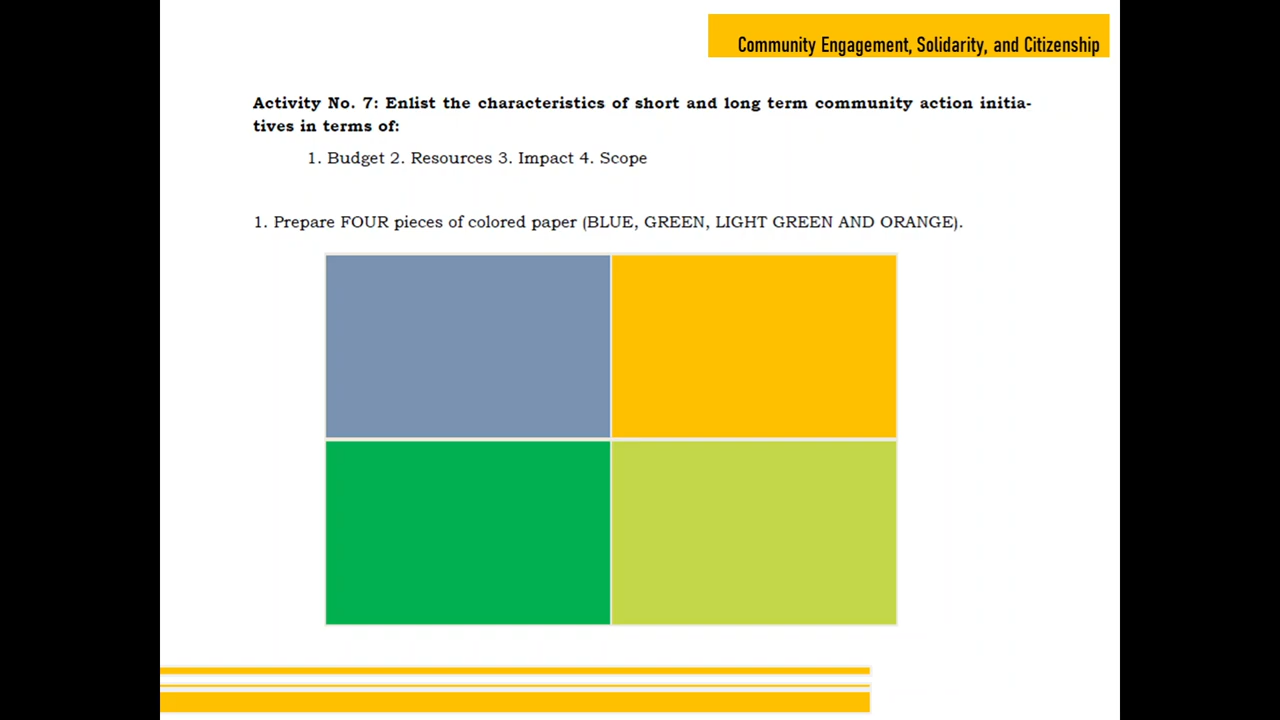 Community Engagement, Solidarity, and Citizenship
Activity No. 7: Enlist the characteristics of short and long term community action initia-
tives in terms of:
1. Budget 2. Resources 3. Impact 4. Scope
1. Prepare FOUR pieces of colored paper (BLUE, GREEN, LIGHT GREEN AND ORANGE).